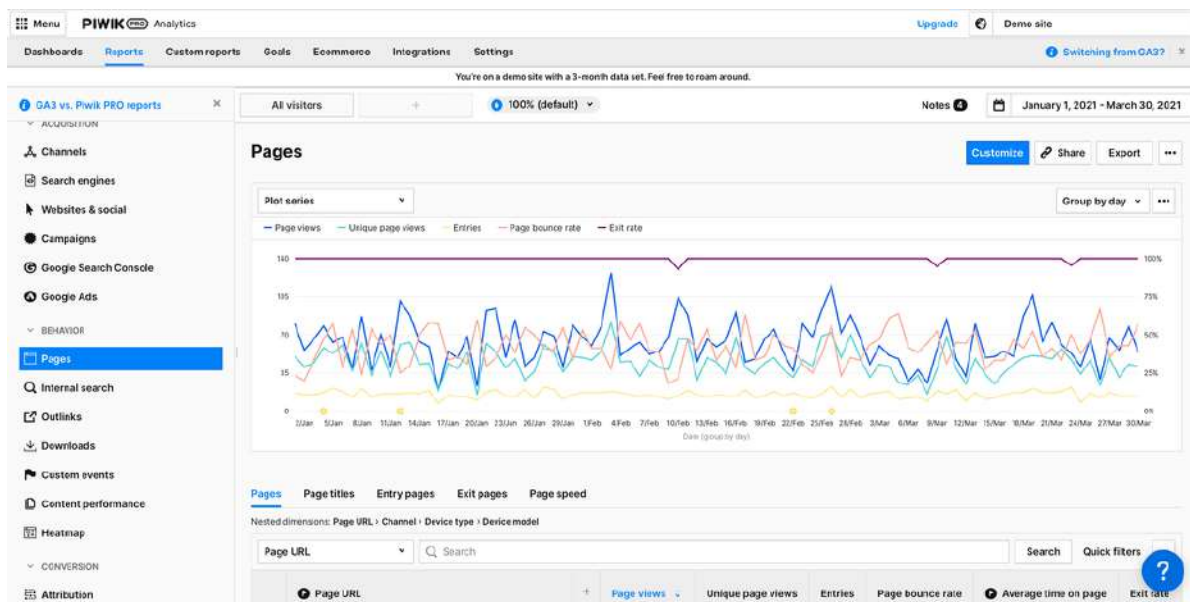 Menu PIWIK PRO Analytics Upgrade Demo site
Dashboards Reports Custom reports Goals Ecommerce Integrations Settings Switching from GA3? ×
You're on a demo site with a 3-month data set. Feel free to roam around.
GA3 vs. Piwik PRO reports × All visitors + 100% (default) Notes 4 January 1, 2021 - March 30, 2021
ACQUISITION
Channels
Search engines
Websites & social
Campaigns
Google Search Console
Google Ads
BEHAVIOR
Pages
Internal search
Outlinks
Downloads
Custom events
Content performance
Heatmap
CONVERSION
Attribution
Pages Customize Share Export
Plot series Group by day
Page views Unique page views Entries Page bounce rate Exit rate
140 100%
105 75%
70 50%
35 25%
0 0%
2/Jan 5/Jan 8/Jan 11/Jan 14/Jan 17/Jan 20/Jan 23/Jan 26/Jan 29/Jan 1/Feb 4/Feb 7/Feb 10/Feb 13/Feb 16/Feb 19/Feb 22/Feb 25/Feb 28/Feb 3/Mar 6/Mar 9/Mar 12/Mar 15/Mar 18/Mar 21/Mar 24/Mar 27/Mar 30/Mar
Date (group by day)
Pages Page titles Entry pages Exit pages Page speed
Nested dimensions: Page URL › Channel › Device type › Device model
Page URL Search Search Quick filters ?
Page URL + Page views Unique page views Entries Page bounce rate Average time on page Exit rate